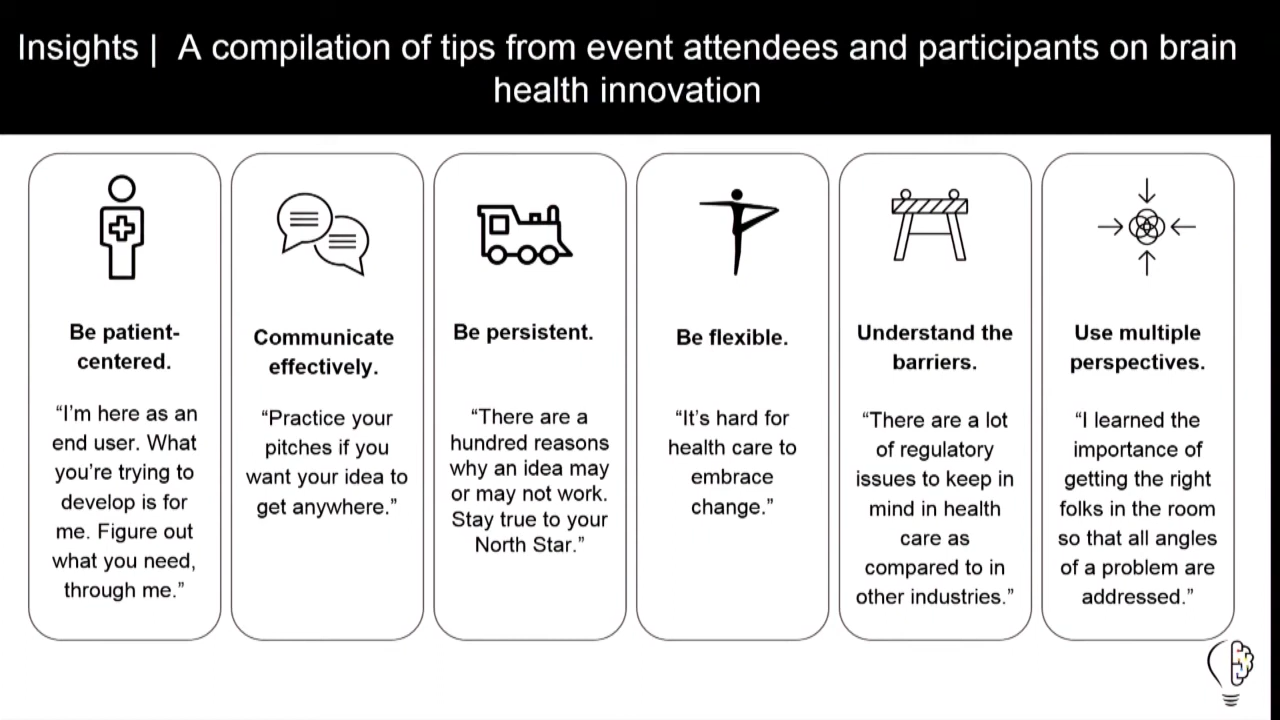 Insights |  A compilation of tips from event attendees and participants on brain
health innovation
Be patient-
centered.
“I’m here as an
end user. What
you’re trying to
develop is for
me. Figure out
what you need,
through me.”
Communicate
effectively.
“Practice your
pitches if you
want your idea to
get anywhere.”
Be persistent.
“There are a
hundred reasons
why an idea may
or may not work.
Stay true to your
North Star.”
Be flexible.
“It’s hard for
health care to
embrace
change.”
Understand the
barriers.
“There are a lot
of regulatory
issues to keep in
mind in health
care as
compared to in
other industries.”
Use multiple
perspectives.
“I learned the
importance of
getting the right
folks in the room
so that all angles
of a problem are
addressed.”